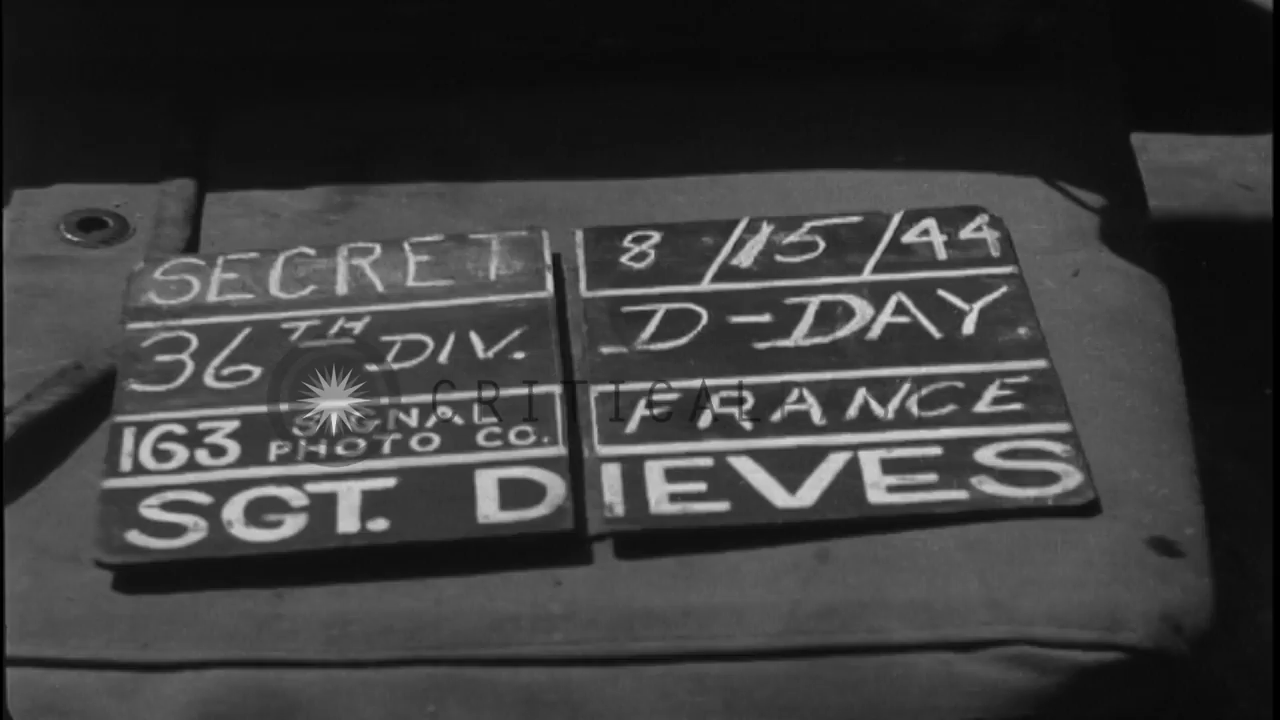 SECRET
36TH DIV.
163 SIGNAL PHOTO CO.
SGT. DIEVES
8/15/44
D-DAY.
FRANCE
CRITICAL